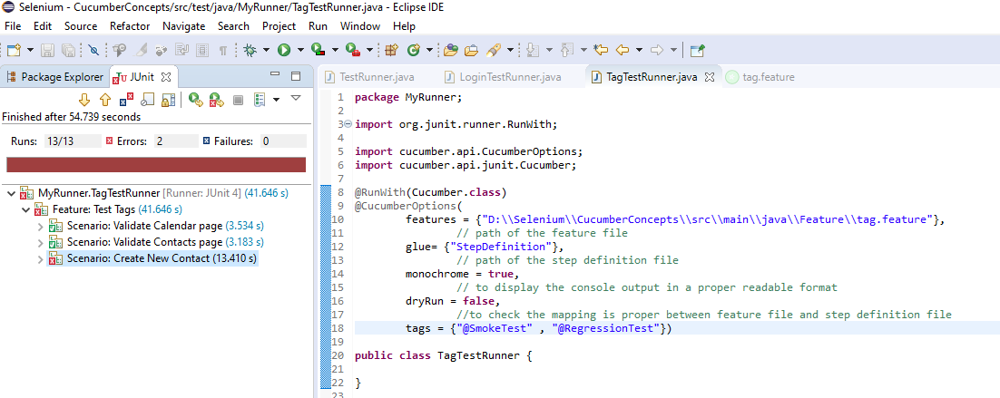 Selenium - CucumberConcepts/src/test/java/MyRunner/TagTestRunner.java - Eclipse IDE
File Edit Source Refactor Navigate Search Project Run Window Help
Package Explorer JUnit
TestRunner.java LoginTestRunner.java TagTestRunner.java tag.feature
Finished after 54.739 seconds
Runs: 13/13 Errors: 2 Failures: 0
MyRunner.TagTestRunner [Runner: JUnit 4] (41.646 s)
Feature: Test Tags (41.646 s)
Scenario: Validate Calendar page (3.534 s)
Scenario: Validate Contacts page (3.183 s)
Scenario: Create New Contact (13.410 s)
1 package MyRunner;
2
3 import org.junit.runner.RunWith;
4
5 import cucumber.api.CucumberOptions;
6 import cucumber.api.junit.Cucumber;
7
8 @RunWith(Cucumber.class)
9 @CucumberOptions(
10 features = {"D:\\Selenium\\CucumberConcepts\\src\\main\\java\\Feature\\tag.feature"},
11 // path of the feature file
12 glue= {"StepDefinition"},
13 // path of the step definition file
14 monochrome = true,
15 // to display the console output in a proper readable format
16 dryRun = false,
17 //to check the mapping is proper between feature file and step definition file
18 tags = {"@SmokeTest" , "@RegressionTest"})
19
20 public class TagTestRunner {
21
22 }
23